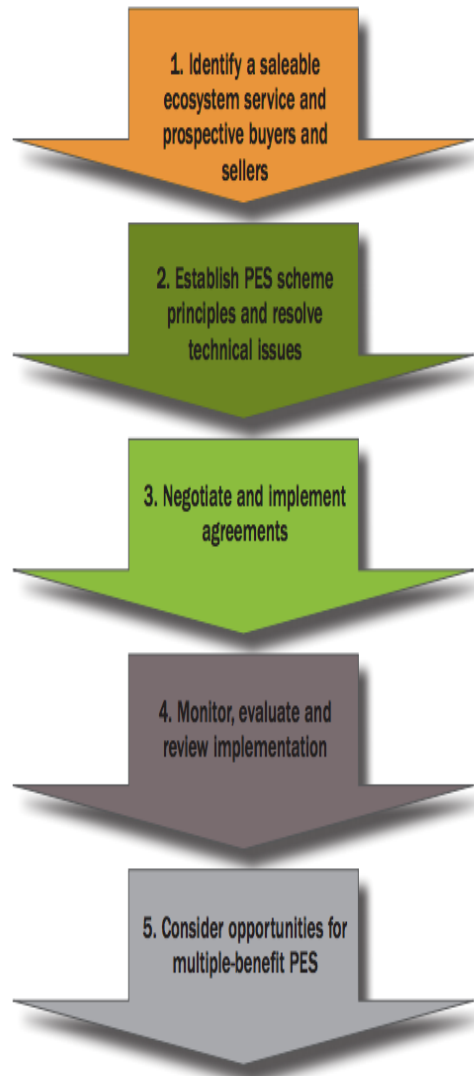 1. Identify a saleable
ecosystem service and
prospective buyers and
sellers
2. Establish PES scheme
principles and resolve
technical issues
3. Negotiate and implement
agreements
4. Monitor, evaluate and
review implementation
5. Consider opportunities for
multiple-benefit PES